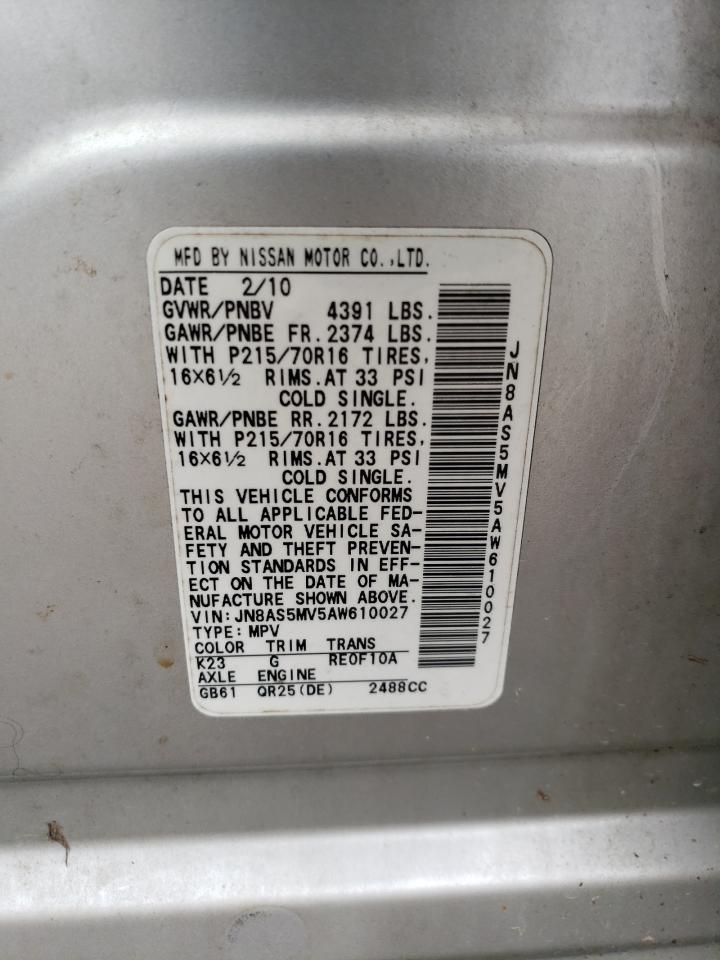 MFD BY NISSAN MOTOR CO.,LTD.
DATE 2/10
GVWR/PNBV 4391 LBS.
GAWR/PNBE FR. 2374 LBS.
WITH P215/70R16 TIRES,
16X6½ RIMS.AT 33 PSI
COLD SINGLE.
GAWR/PNBE RR. 2172 LBS.
WITH P215/70R16 TIRES,
16X6½ RIMS.AT 33 PSI
COLD SINGLE.
THIS VEHICLE CONFORMS
TO ALL APPLICABLE FED-
ERAL MOTOR VEHICLE SA-
FETY AND THEFT PREVEN-
TION STANDARDS IN EFF-
ECT ON THE DATE OF MA-
NUFACTURE SHOWN ABOVE.
VIN:JN8AS5MV5AW610027
TYPE:MPV
COLOR TRIM TRANS
K23 G RE0F10A
AXLE ENGINE
GB61 QR25(DE) 2488CC
JN8AS5MV5AW610027